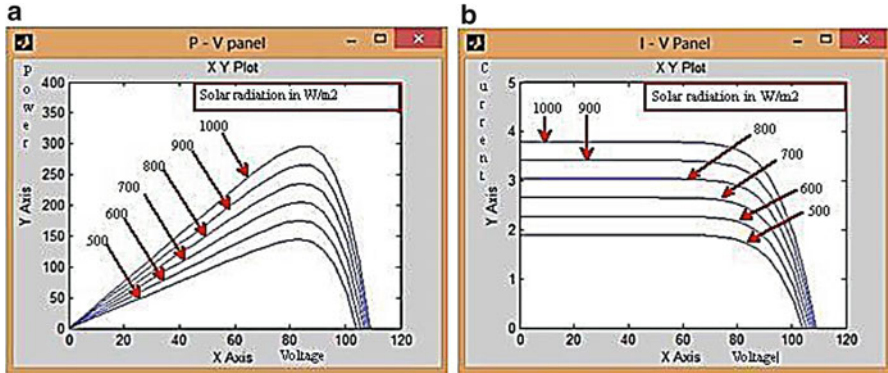 a
P - V panel
X Y Plot
Power
Y Axis
400
350
300
250
200
150
100
50
0
Solar radiation in W/m2
1000
900
800
700
600
500
0 20 40 60 80 100 120
X Axis Voltage
b
I - V Panel
X Y Plot
Current
Y Axis
5
4
3
2
1
0
Solar radiation in W/m2
1000 900
800
700
600
500
0 20 40 60 80 100 120
X Axis Voltage